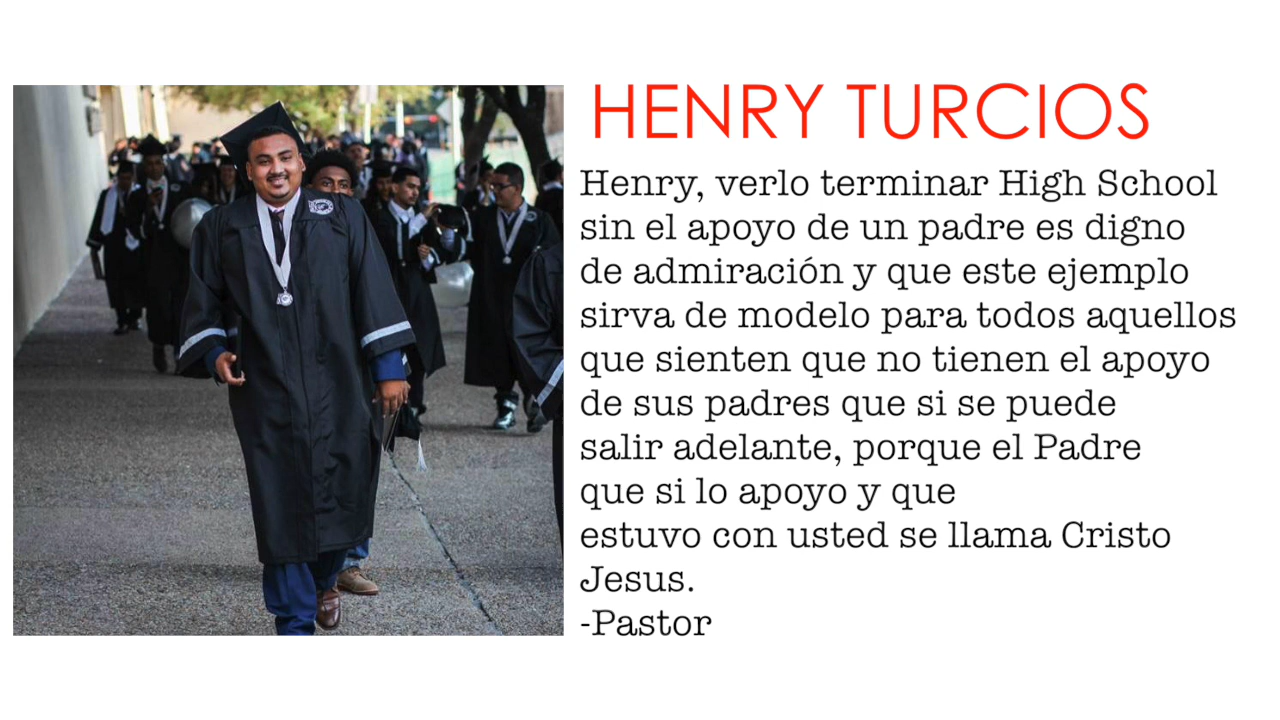 HENRY TURCIOS
Henry, verlo terminar High School
sin el apoyo de un padre es digno
de admiración y que este ejemplo
sirva de modelo para todos aquellos
que sienten que no tienen el apoyo
de sus padres que si se puede
salir adelante, porque el Padre
que si lo apoyo y que
estuvo con usted se llama Cristo
Jesus.
-Pastor